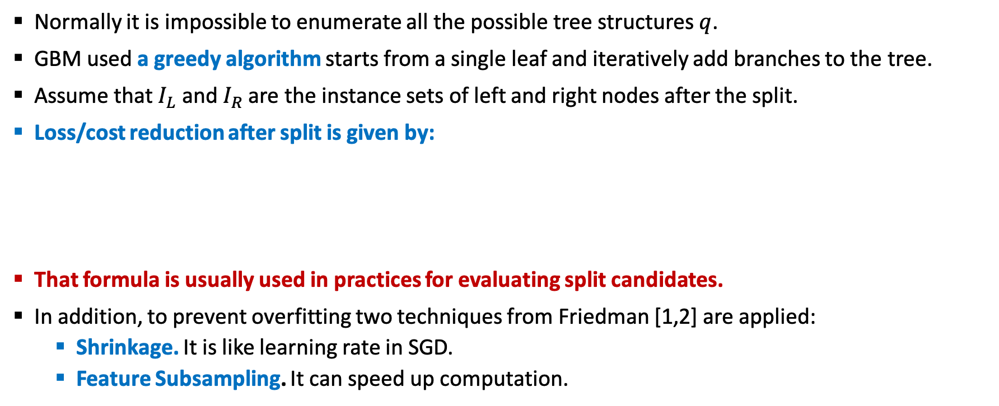 ▪ Normally it is impossible to enumerate all the possible tree structures q.
▪ GBM used a greedy algorithm starts from a single leaf and iteratively add branches to the tree.
▪ Assume that I_L and I_R are the instance sets of left and right nodes after the split.
▪ Loss/cost reduction after split is given by:
▪ That formula is usually used in practices for evaluating split candidates.
▪ In addition, to prevent overfitting two techniques from Friedman [1,2] are applied:
▪ Shrinkage. It is like learning rate in SGD.
▪ Feature Subsampling. It can speed up computation.